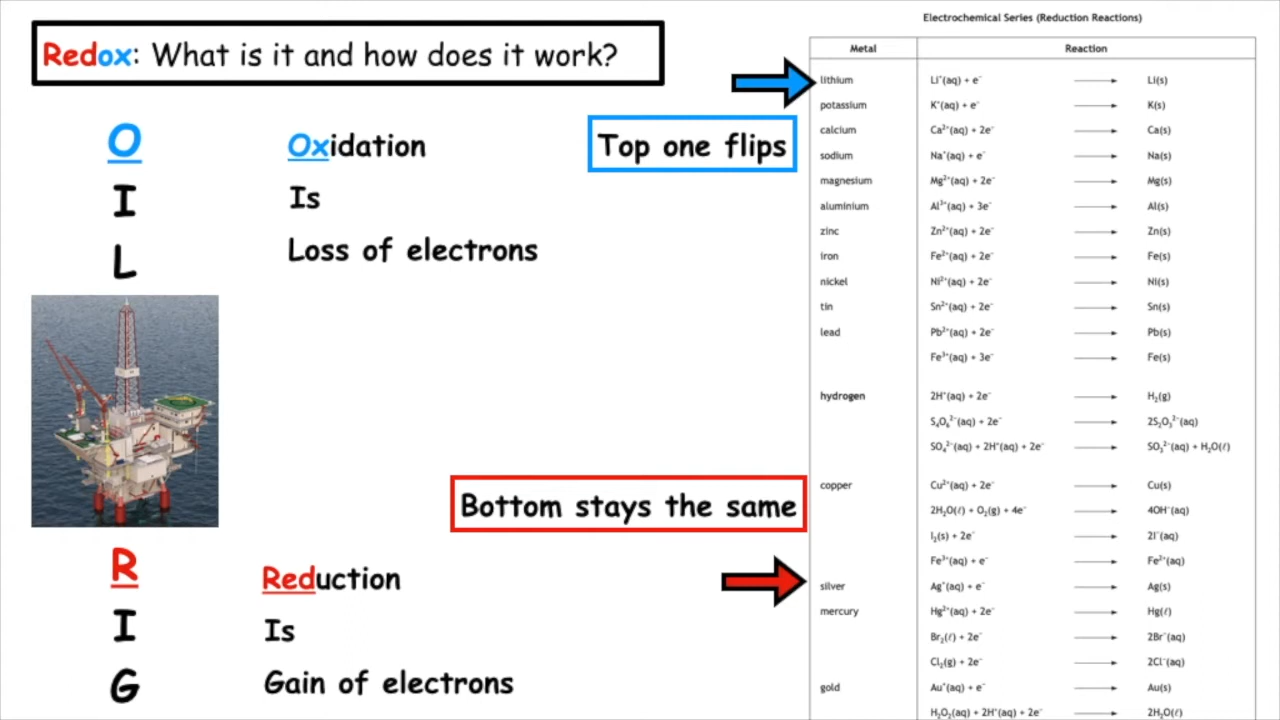 Redox: What is it and how does it work?
O Oxidation
I Is
L Loss of electrons
Top one flips
Bottom stays the same
R Reduction
I Is
G Gain of electrons
Electrochemical Series (Reduction Reactions)
Metal Reaction
lithium Li⁺(aq) + e⁻ ⟶ Li(s)
potassium K⁺(aq) + e⁻ ⟶ K(s)
calcium Ca²⁺(aq) + 2e⁻ ⟶ Ca(s)
sodium Na⁺(aq) + e⁻ ⟶ Na(s)
magnesium Mg²⁺(aq) + 2e⁻ ⟶ Mg(s)
aluminium Al³⁺(aq) + 3e⁻ ⟶ Al(s)
zinc Zn²⁺(aq) + 2e⁻ ⟶ Zn(s)
iron Fe²⁺(aq) + 2e⁻ ⟶ Fe(s)
nickel Ni²⁺(aq) + 2e⁻ ⟶ Ni(s)
tin Sn²⁺(aq) + 2e⁻ ⟶ Sn(s)
lead Pb²⁺(aq) + 2e⁻ ⟶ Pb(s)
Fe³⁺(aq) + 3e⁻ ⟶ Fe(s)
hydrogen 2H⁺(aq) + 2e⁻ ⟶ H₂(g)
S₄O₆²⁻(aq) + 2e⁻ ⟶ 2S₂O₃²⁻(aq)
SO₄²⁻(aq) + 2H⁺(aq) + 2e⁻ ⟶ SO₃²⁻(aq) + H₂O(ℓ)
copper Cu²⁺(aq) + 2e⁻ ⟶ Cu(s)
2H₂O(ℓ) + O₂(g) + 4e⁻ ⟶ 4OH⁻(aq)
I₂(s) + 2e⁻ ⟶ 2I⁻(aq)
Fe³⁺(aq) + e⁻ ⟶ Fe²⁺(aq)
silver Ag⁺(aq) + e⁻ ⟶ Ag(s)
mercury Hg²⁺(aq) + 2e⁻ ⟶ Hg(ℓ)
Br₂(ℓ) + 2e⁻ ⟶ 2Br⁻(aq)
Cl₂(g) + 2e⁻ ⟶ 2Cl⁻(aq)
gold Au⁺(aq) + e⁻ ⟶ Au(s)
H₂O₂(aq) + 2H⁺(aq) + 2e⁻ ⟶ 2H₂O(ℓ)